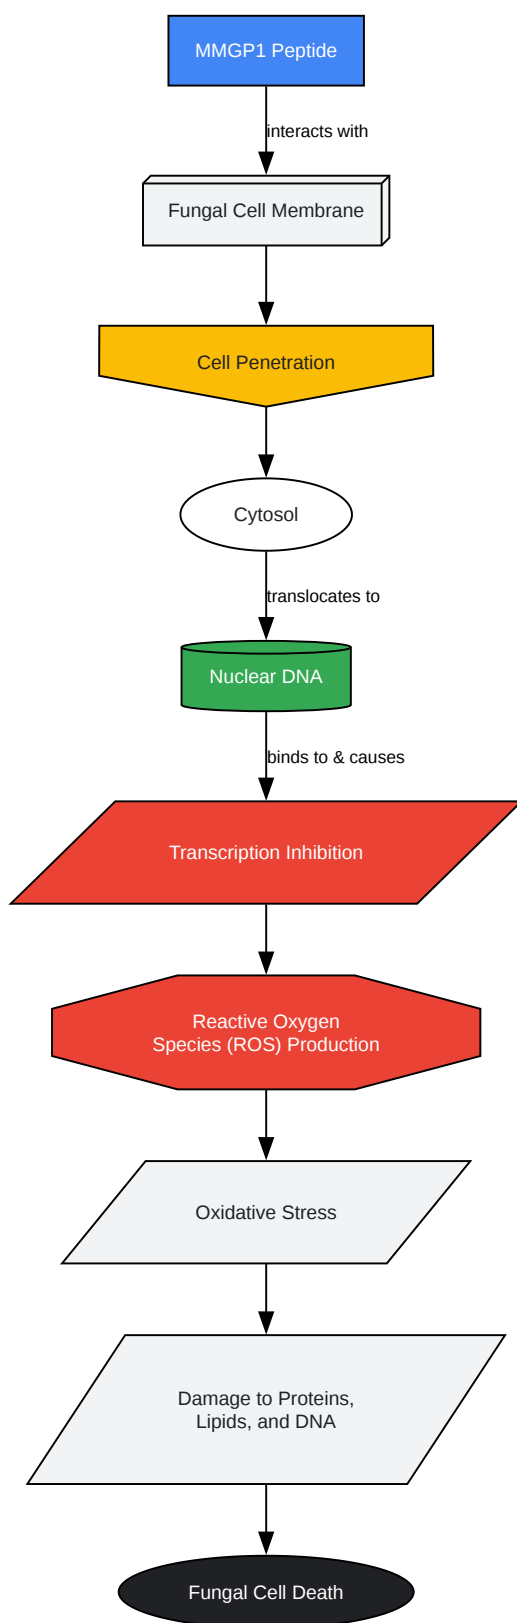 MMGP1 Peptide
interacts with
Fungal Cell Membrane
Cell Penetration
Cytosol
translocates to
Nuclear DNA
binds to & causes
Transcription Inhibition
Reactive Oxygen
Species (ROS) Production
Oxidative Stress
Damage to Proteins,
Lipids, and DNA
Fungal Cell Death